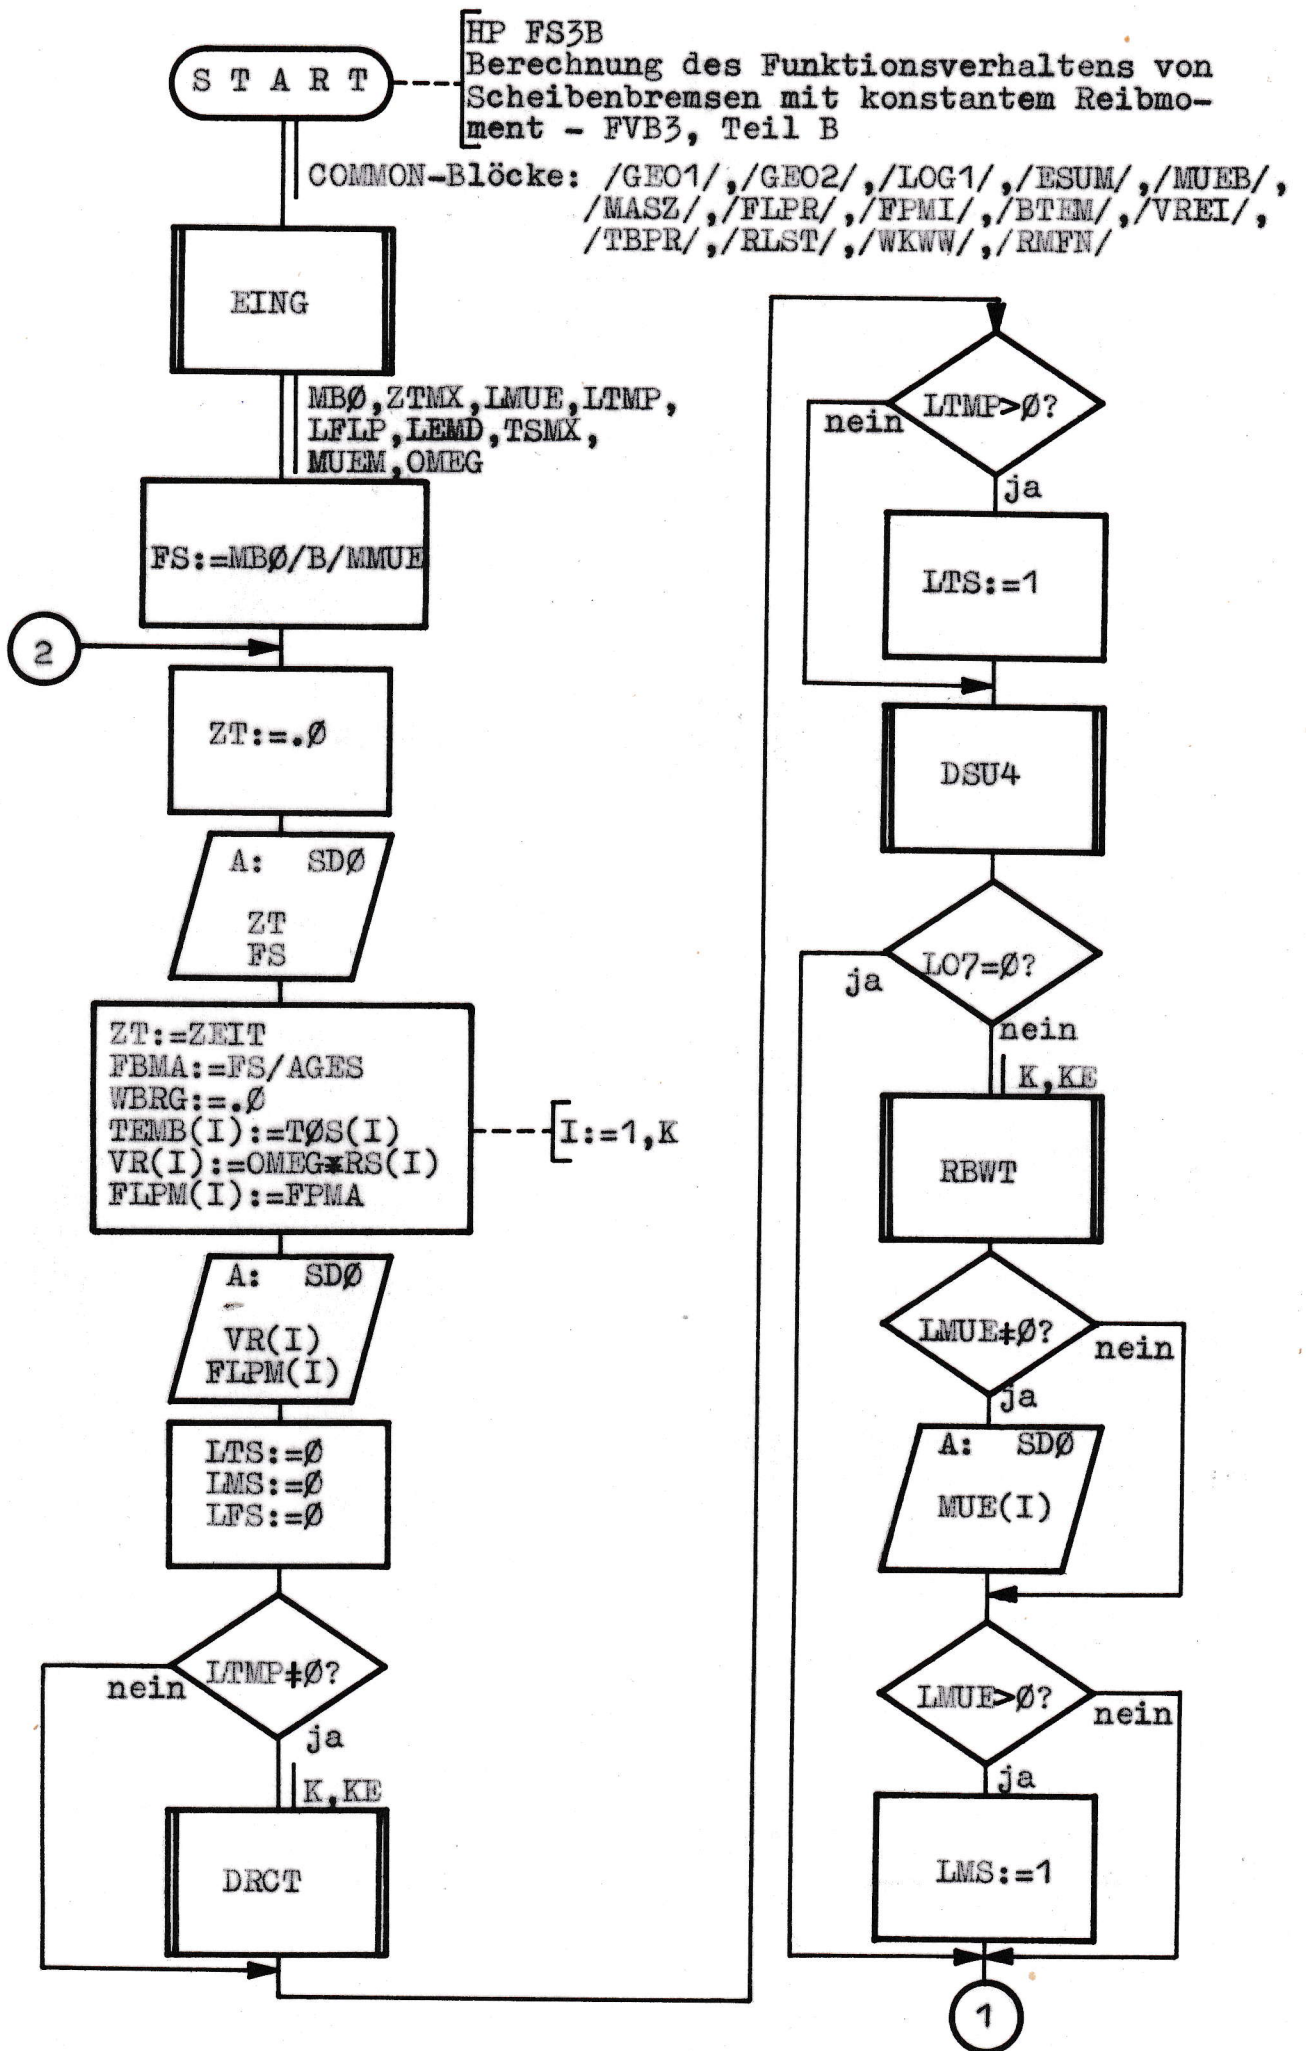 S T A R T
HP FS3B
Berechnung des Funktionsverhaltens von
Scheibenbremsen mit konstantem Reibmo-
ment - FVB3, Teil B
COMMON-Blöcke: /GEO1/,/GEO2/,/LOG1/,/ESUM/,/MUEB/,
/MASZ/,/FLPR/,/FPMI/,/BTEM/,/VREI/,
/TBPR/,/RLST/,/WKWW/,/RMFN/
EING
MBØ,ZTMX,LMUE,LTMP,
LFLP,LEMD,TSMX,
MUEM,OMEG
FS:=MBØ/B/MMUE
2
ZT:=.Ø
A: SDØ
ZT
FS
ZT:=ZEIT
FBMA:=FS/AGES
WBRG:=.Ø
TEMB(I):=TØS(I)
VR(I):=OMEG*RS(I)
FLPM(I):=FPMA
I:=1,K
A: SDØ
VR(I)
FLPM(I)
LTS:=Ø
LMS:=Ø
LFS:=Ø
LTMP‡Ø?
nein
ja
K,KE
DRCT
LTMP>Ø?
nein
ja
LTS:=1
DSU4
LO7=Ø?
ja
nein
K,KE
RBWT
LMUE‡Ø?
nein
ja
A: SDØ
MUE(I)
LMUE>Ø?
nein
ja
LMS:=1
1